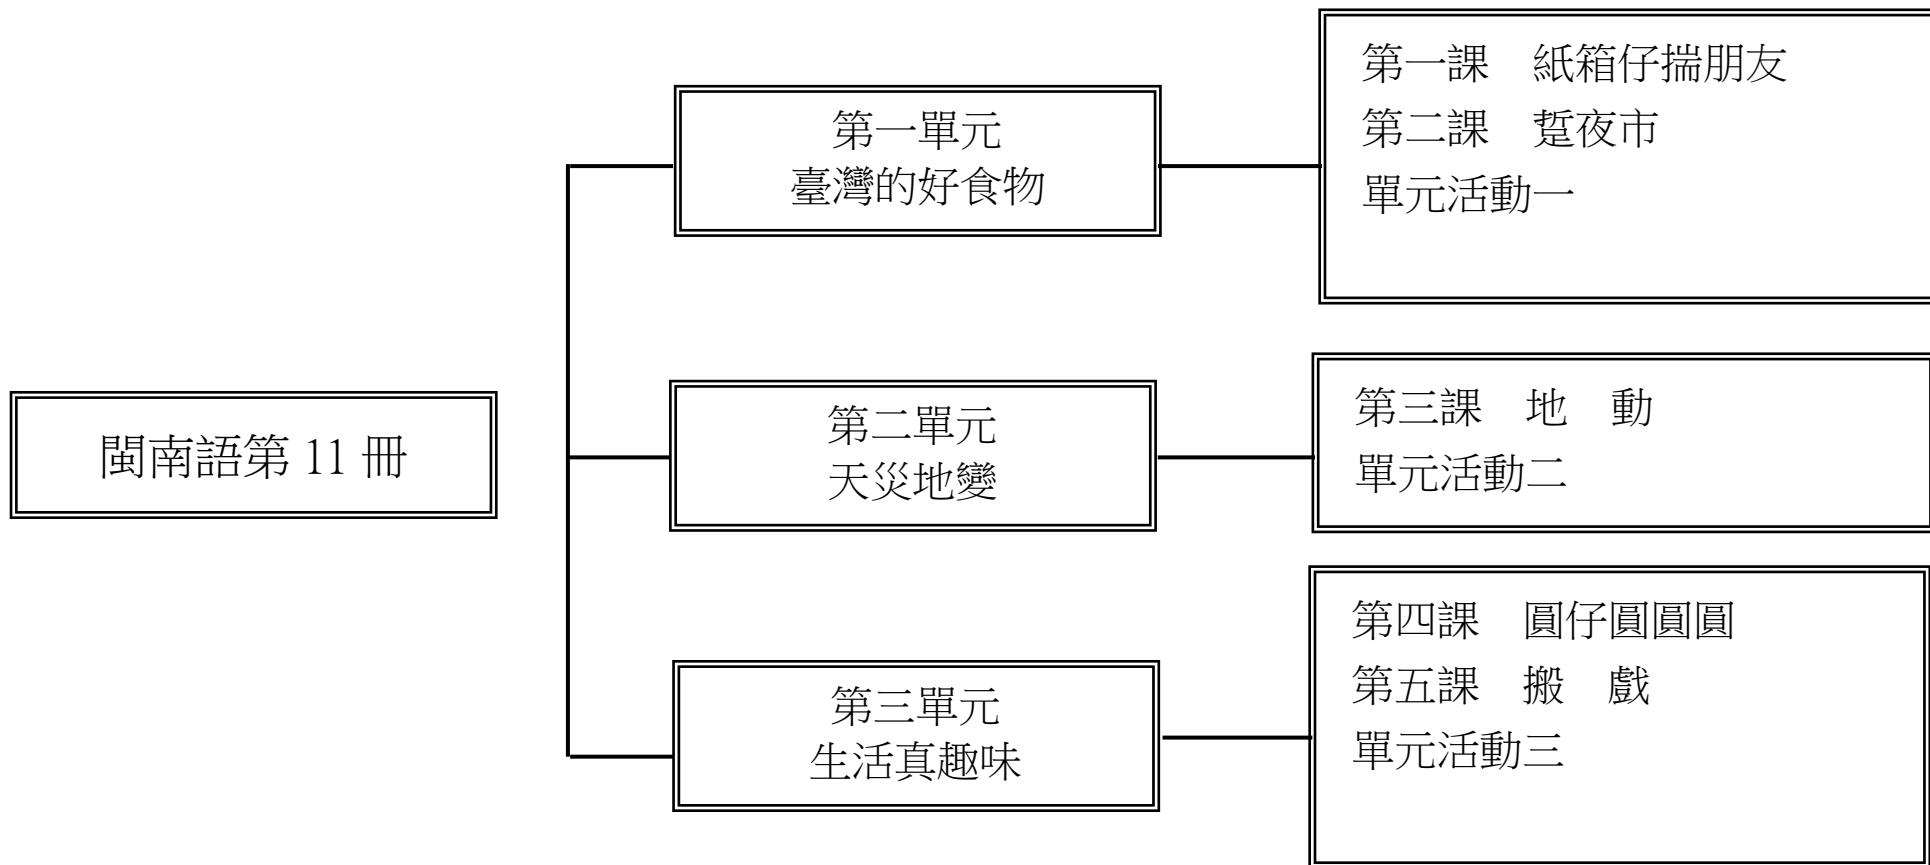 閩南語第 11 冊
第一單元
臺灣的好食物
第一課　紙箱仔揣朋友
第二課　踅夜市
單元活動一
第二單元
天災地變
第三課　地　動
單元活動二
第三單元
生活真趣味
第四課　圓仔圓圓圓
第五課　搬　戲
單元活動三